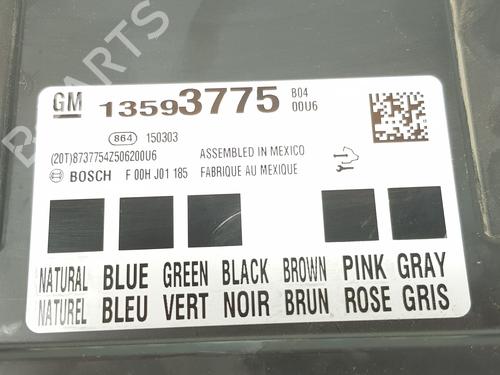 GM 13593775 B04
00U6
864 150303
(20T)8737754Z506200U6 ASSEMBLED IN MEXICO
BOSCH F 00H J01 185 FABRIQUE AU MEXIQUE
NATURAL BLUE GREEN BLACK BROWN PINK GRAY
NATUREL BLEU VERT NOIR BRUN ROSE GRIS
PARTS